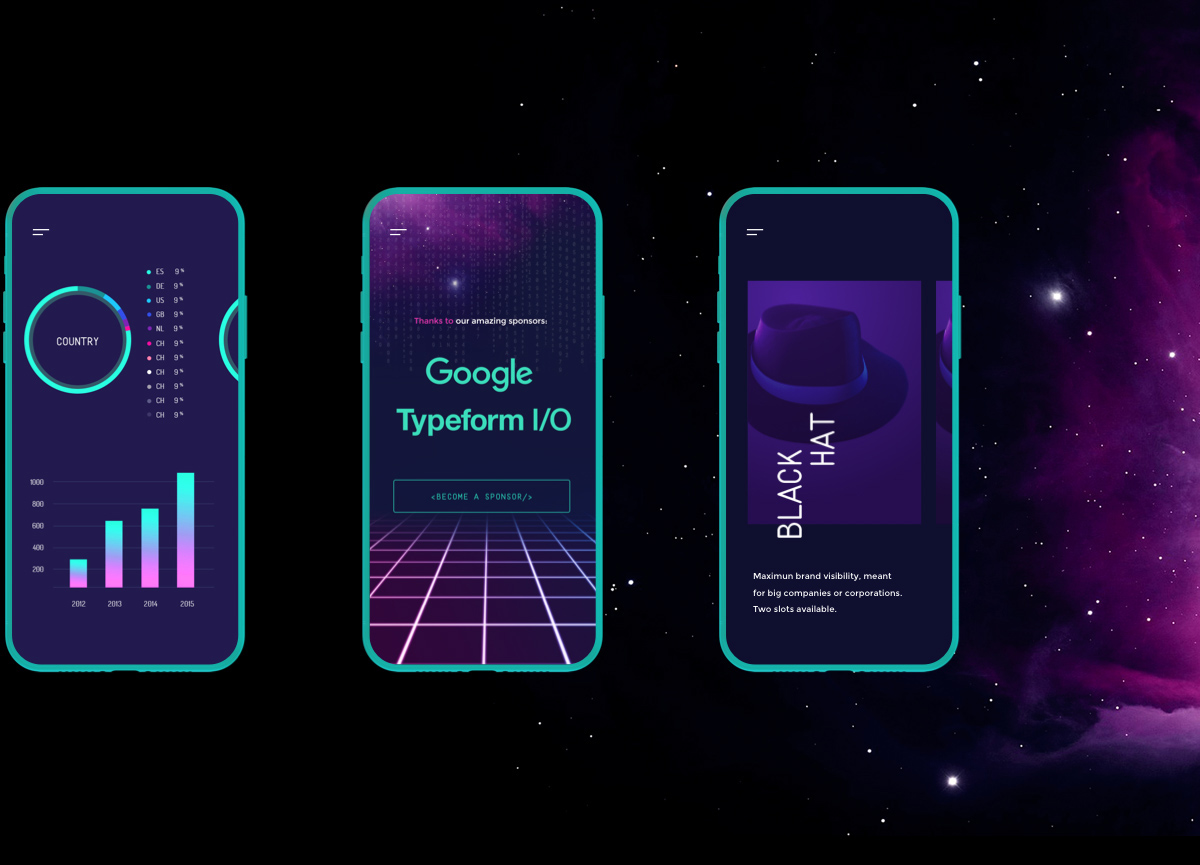 ES 9 %
DE 9 %
US 9 %
GB 9 %
NL 9 %
CH 9 %
CH 9 %
CH 9 %
CH 9 %
CH 9 %
CH 9 %
COUNTRY
1000
800
600
400
200
2012 2013 2014 2015
Thanks to our amazing sponsors:
Google
Typeform I/O
<BECOME A SPONSOR/>
BLACK
HAT
Maximun brand visibility, meant
for big companies or corporations.
Two slots available.